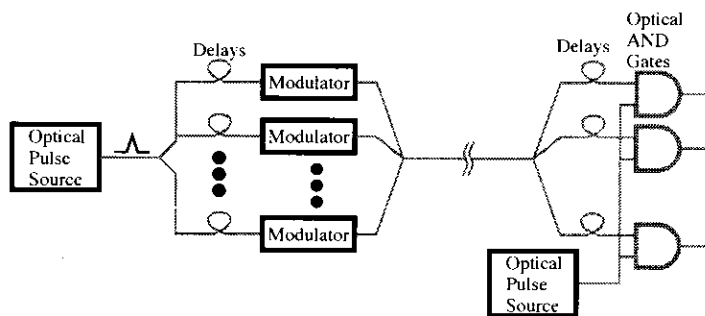 Optical
AND
Gates
Delays
Delays
Modulator
Optical
Pulse
Source
Modulator
Modulator
Optical
Pulse
Source